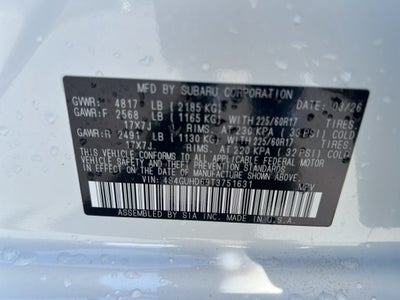 MFD BY SUBARU CORPORATION
DATE: 03/26
GVWR: 4817 LB (2185 KG)
GAWR:F 2568 LB (1165 KG) WITH 225/60R17 TIRES,
17X7J RIMS, AT 230 KPA (33 PSI) COLD
GAWR:R 2491 LB (1130 KG) WITH 225/60R17 TIRES,
17X7J RIMS, AT 220 KPA (32 PSI) COLD
THIS VEHICLE CONFORMS TO ALL APPLICABLE
FEDERAL MOTOR VEHICLE SAFETY
STANDARDS IN EFFECT ON THE DATE OF
MANUFACTURE SHOWN ABOVE.
VIN: 4S4GUHD69T3751631 MPV
ASSEMBLED BY SIA INC. MADE IN U.S.A.